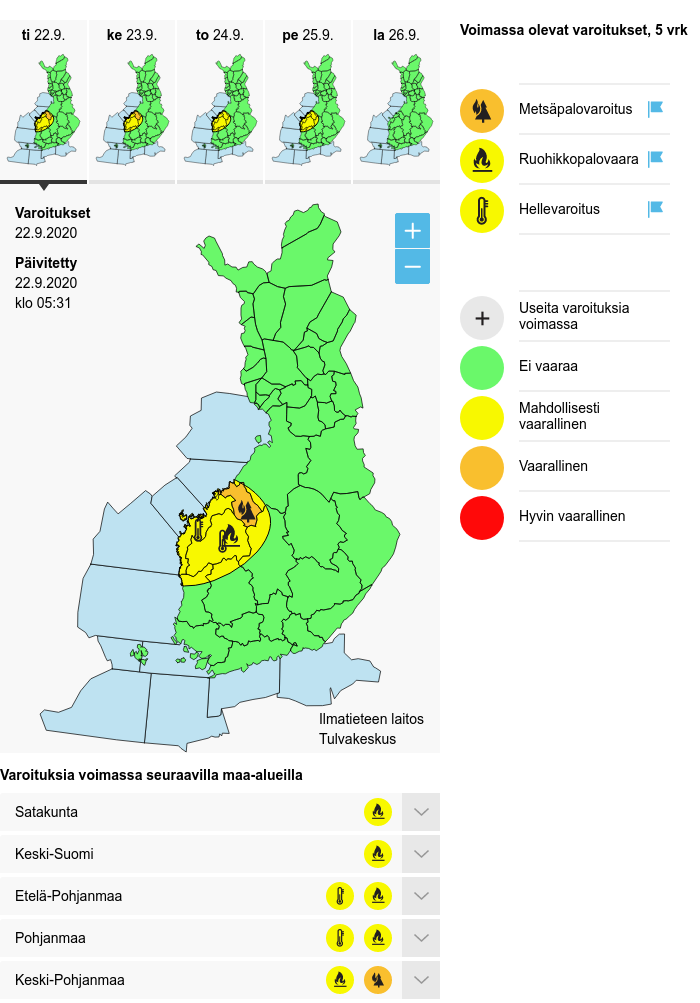 ti 22.9.
ke 23.9.
to 24.9.
pe 25.9.
la 26.9.
Varoitukset
22.9.2020
Päivitetty
22.9.2020
klo 05:31
+
−
Ilmatieteen laitos
Tulvakeskus
Voimassa olevat varoitukset, 5 vrk
Metsäpalovaroitus
Ruohikkopalovaara
Hellevaroitus
+
Useita varoituksia
voimassa
Ei vaaraa
Mahdollisesti
vaarallinen
Vaarallinen
Hyvin vaarallinen
Varoituksia voimassa seuraavilla maa-alueilla
Satakunta
Keski-Suomi
Etelä-Pohjanmaa
Pohjanmaa
Keski-Pohjanmaa